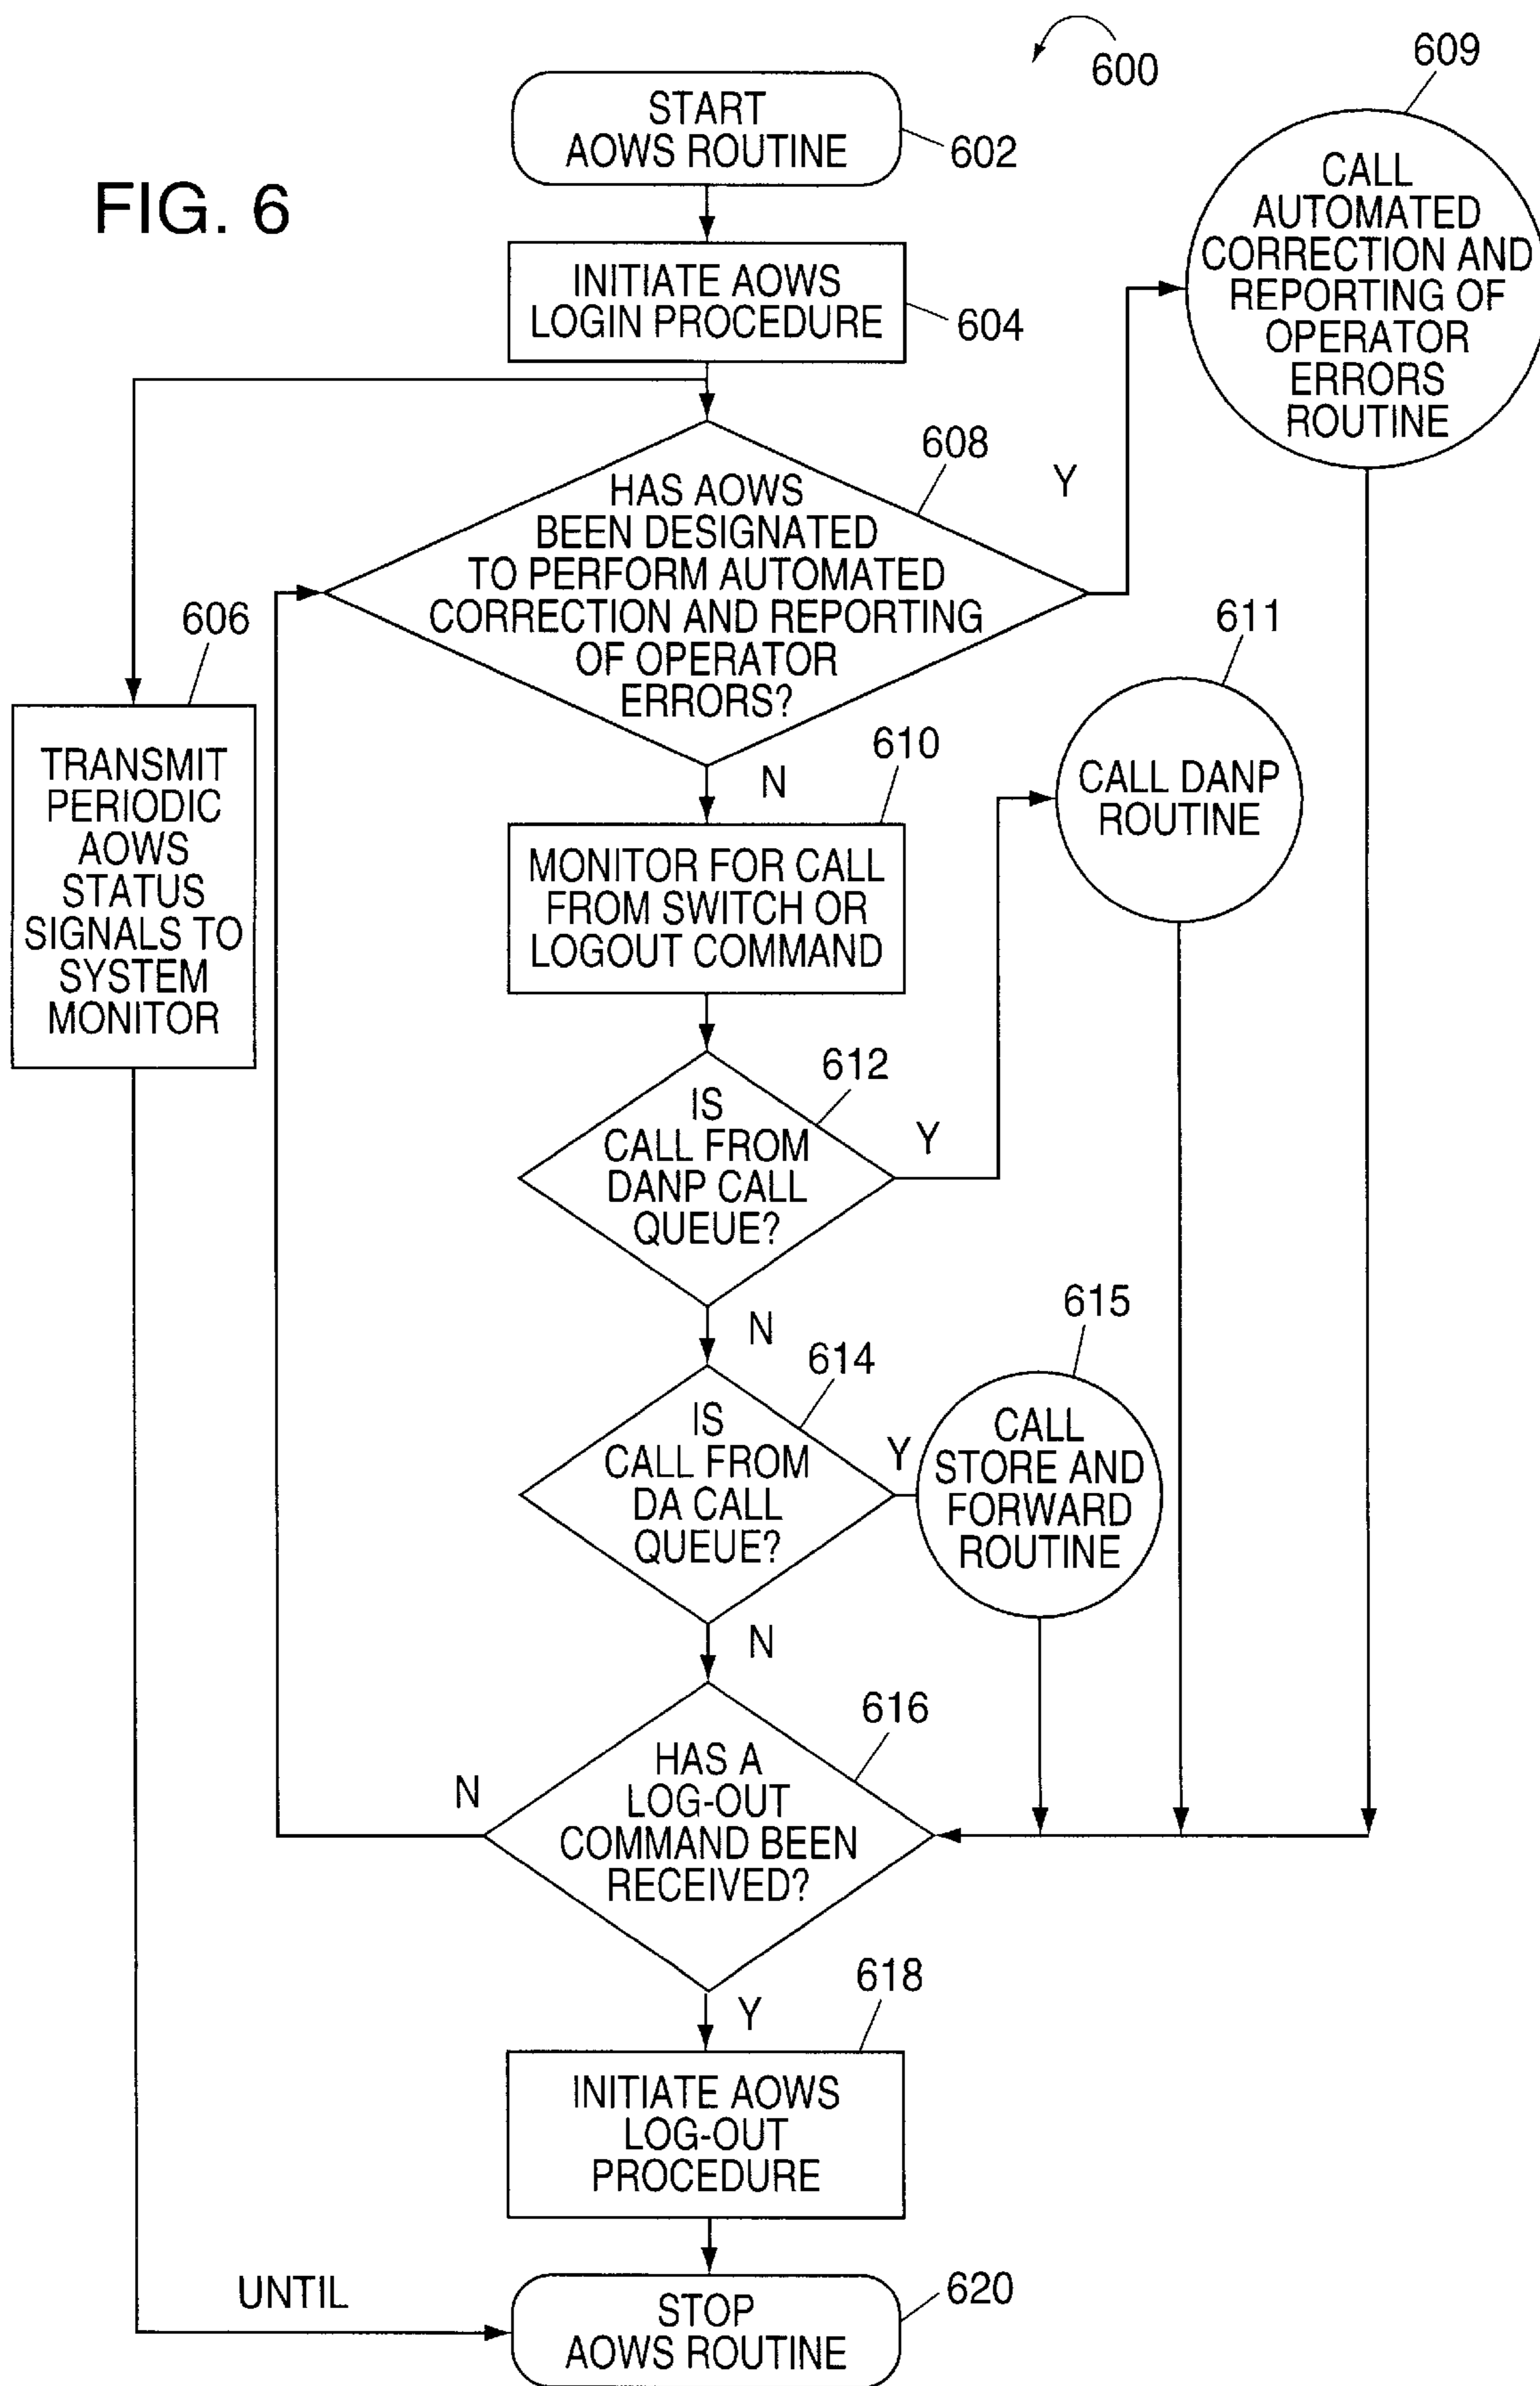 600
609
START
AOWS ROUTINE
602
FIG. 6
CALL
AUTOMATED
CORRECTION AND
REPORTING OF
OPERATOR
ERRORS
ROUTINE
INITIATE AOWS
LOGIN PROCEDURE
604
608
Y
HAS AOWS
BEEN DESIGNATED
TO PERFORM AUTOMATED
CORRECTION AND REPORTING
OF OPERATOR
ERRORS?
606
TRANSMIT
PERIODIC
AOWS
STATUS
SIGNALS TO
SYSTEM
MONITOR
611
CALL DANP
ROUTINE
N
610
MONITOR FOR CALL
FROM SWITCH OR
LOGOUT COMMAND
612
IS
CALL FROM
DANP CALL
QUEUE?
Y
N
614
IS
CALL FROM
DA CALL
QUEUE?
Y
615
CALL
STORE AND
FORWARD
ROUTINE
N
616
HAS A
LOG-OUT
COMMAND BEEN
RECEIVED?
N
Y
618
INITIATE AOWS
LOG-OUT
PROCEDURE
UNTIL
STOP
AOWS ROUTINE
620